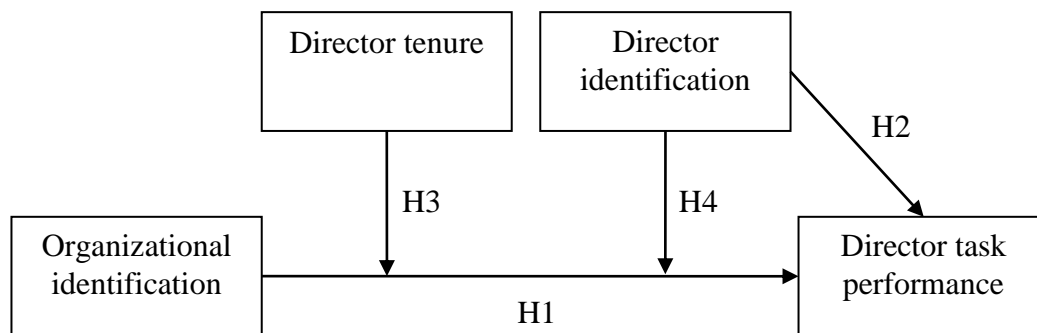 Director tenure
Director
identification
H2
H3
H4
Organizational
identification
Director task
performance
H1